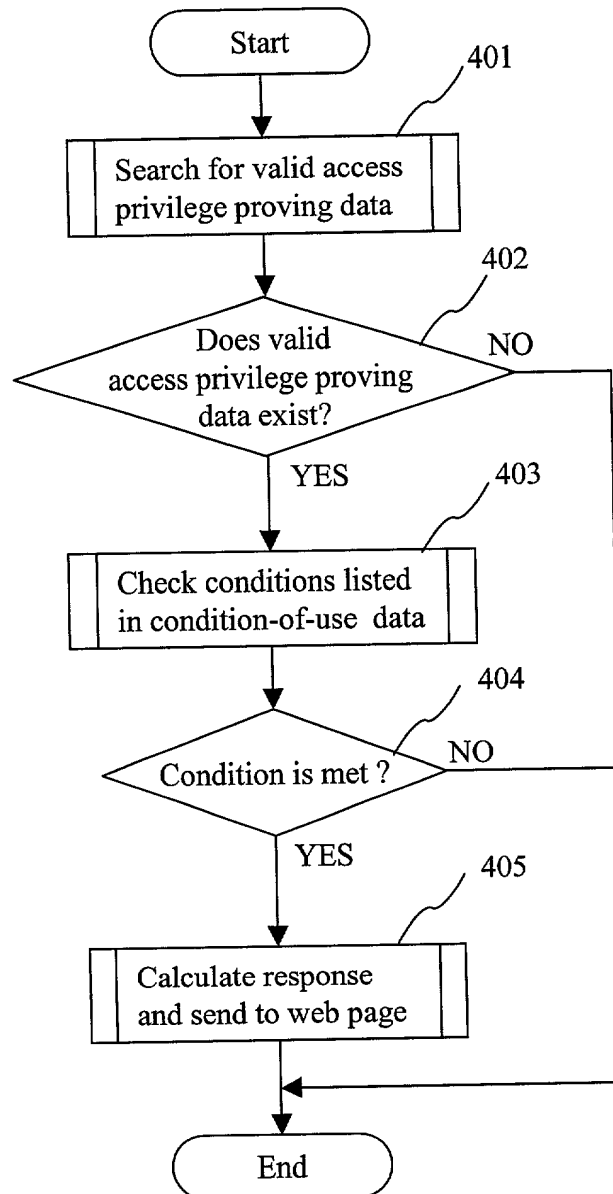 Start
401
Search for valid access
privilege proving data
402
Does valid
access privilege proving
data exist?
NO
YES
403
Check conditions listed
in condition-of-use data
404
Condition is met ?
NO
YES
405
Calculate response
and send to web page
End